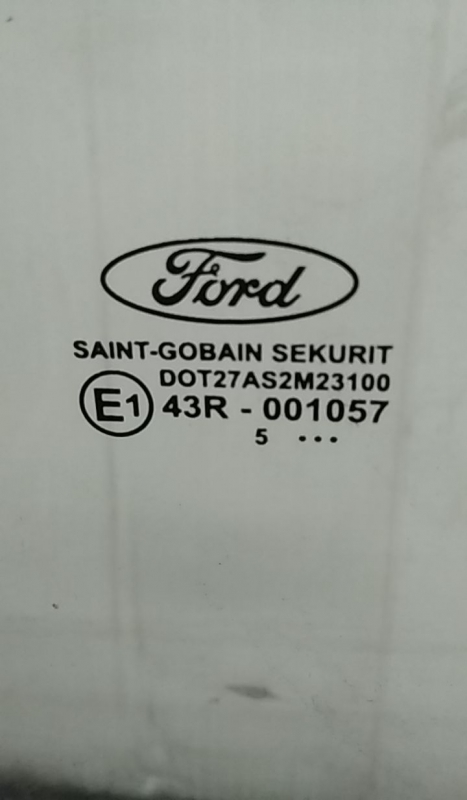 Ford
SAINT-GOBAIN SEKURIT
DOT27AS2M23100
E1 43R - 001057
5 ...